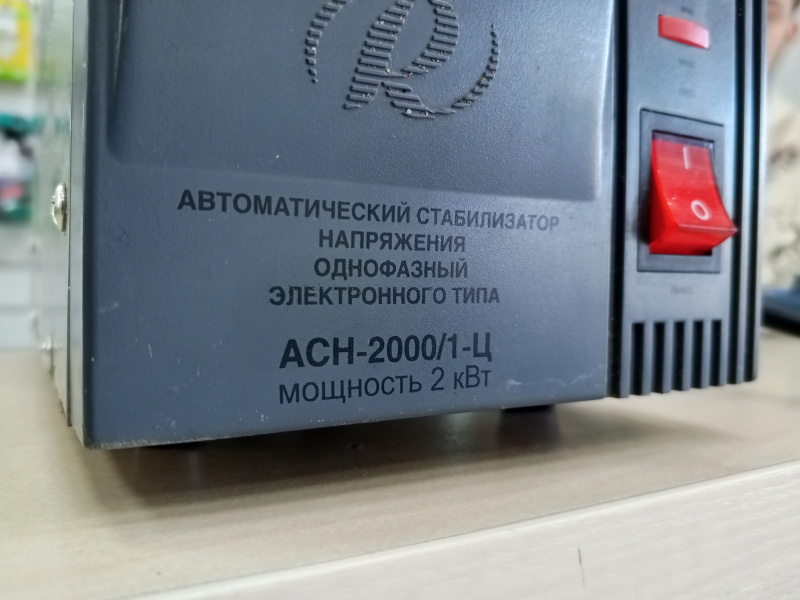 АВТОМАТИЧЕСКИЙ СТАБИЛИЗАТОР
НАПРЯЖЕНИЯ
ОДНОФАЗНЫЙ
ЭЛЕКТРОННОГО ТИПА
АСН-2000/1-Ц
МОЩНОСТЬ 2 кВт